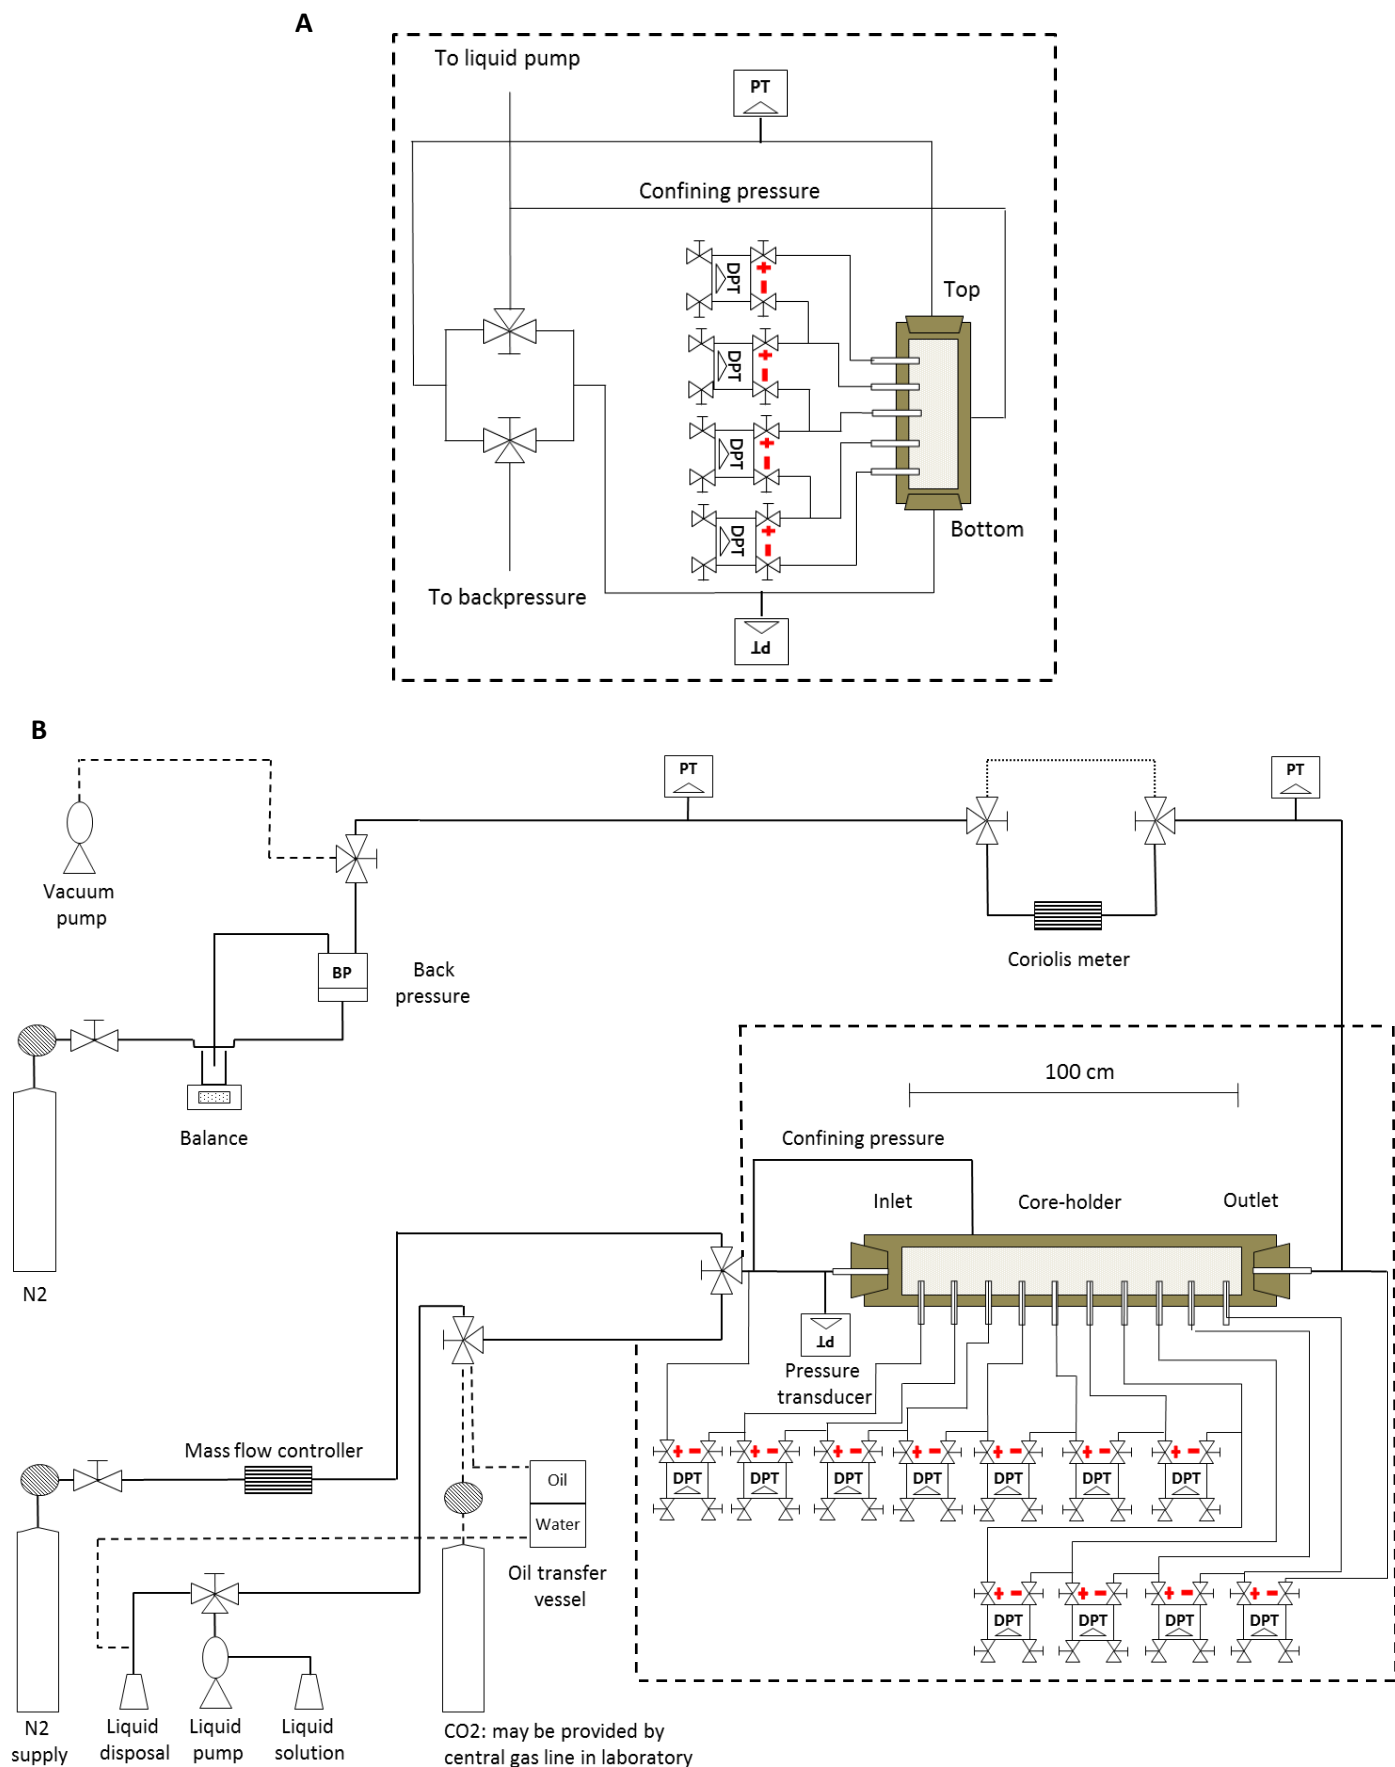 A
To liquid pump
PT
Confining pressure
+
-
DPT
Top
+
-
DPT
+
-
DPT
+
-
DPT
Bottom
To backpressure
PT
B
PT
PT
Vacuum
pump
BP
Back
pressure
Coriolis meter
100 cm
Balance
Confining pressure
Inlet
Core-holder
Outlet
N2
PT
Pressure
transducer
Mass flow controller
+ -
+ -
+ -
+ -
+ -
+ -
+ -
DPT
DPT
DPT
DPT
DPT
DPT
DPT
Oil
Water
Oil transfer
vessel
+ -
+ -
+ -
+ -
DPT
DPT
DPT
DPT
N2
supply
Liquid
disposal
Liquid
pump
Liquid
solution
CO2: may be provided by
central gas line in laboratory